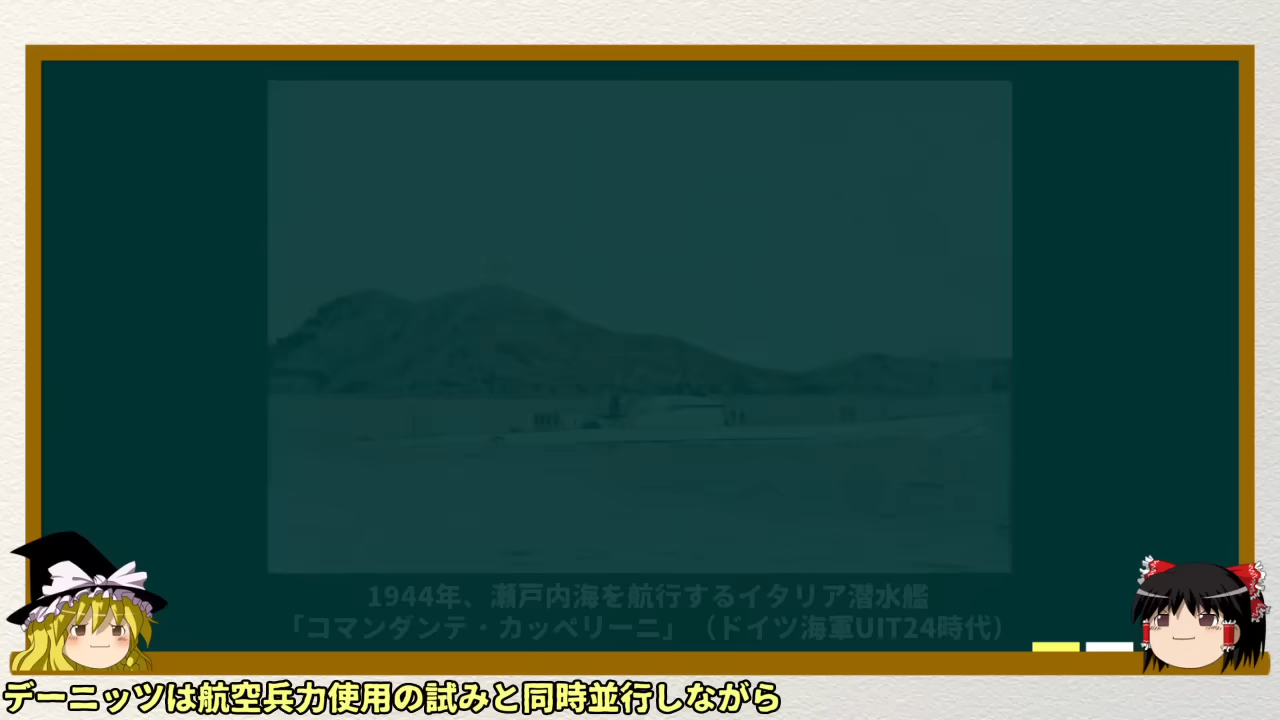 1944年、瀬戸内海を航行するイタリア潜水艦
「コマンダンテ・カッペリーニ」（ドイツ海軍UIT24時代）
デーニッツは航空兵力使用の試みと同時並行しながら